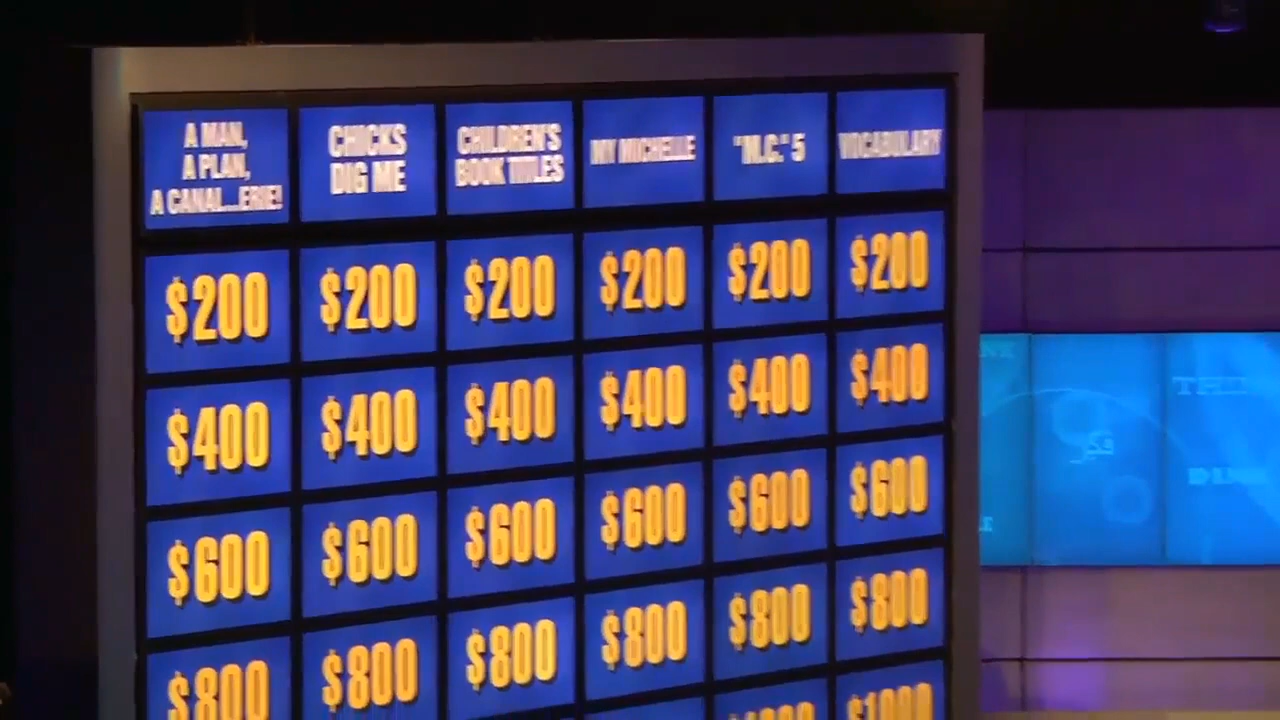 A MAN,
A PLAN,
A CANAL...ERIE!
CHICKS
DIG ME
CHILDREN'S
BOOK TITLES
MY MICHELLE
"M.C." 5
VOCABULARY
$200 $200 $200 $200 $200 $200
$400 $400 $400 $400 $400 $400
$600 $600 $600 $600 $600 $600
$800 $800 $800 $800 $800 $800
$1000 $1000
فكر